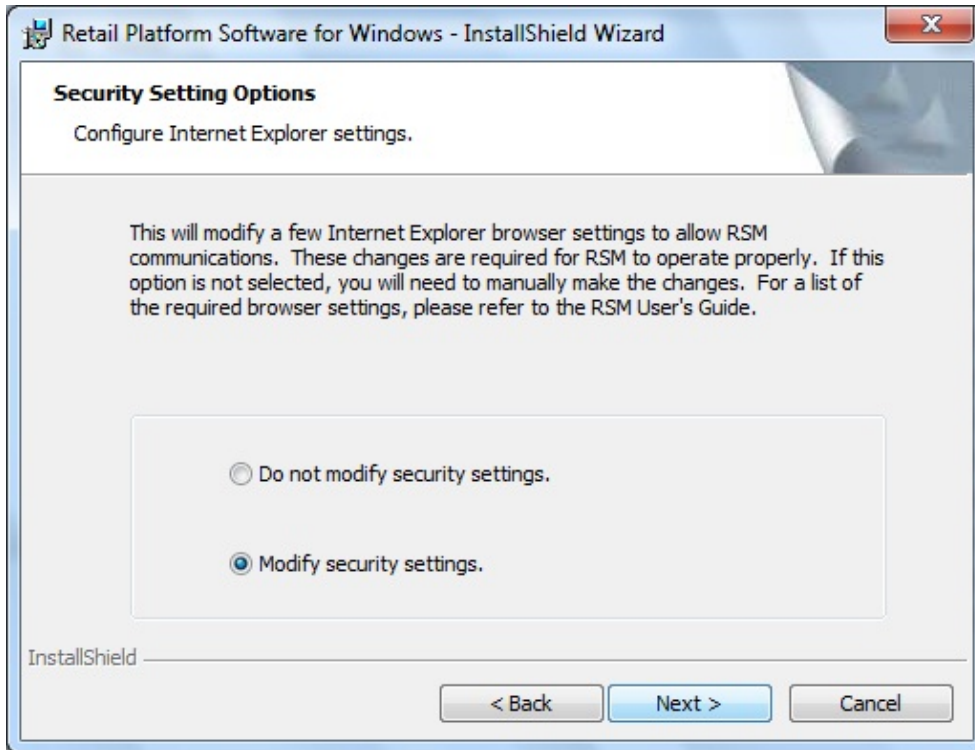 Retail Platform Software for Windows - InstallShield Wizard
Security Setting Options
Configure Internet Explorer settings.
This will modify a few Internet Explorer browser settings to allow RSM
communications.  These changes are required for RSM to operate properly.  If this
option is not selected, you will need to manually make the changes.  For a list of
the required browser settings, please refer to the RSM User's Guide.
Do not modify security settings.
Modify security settings.
InstallShield
< Back
Next >
Cancel